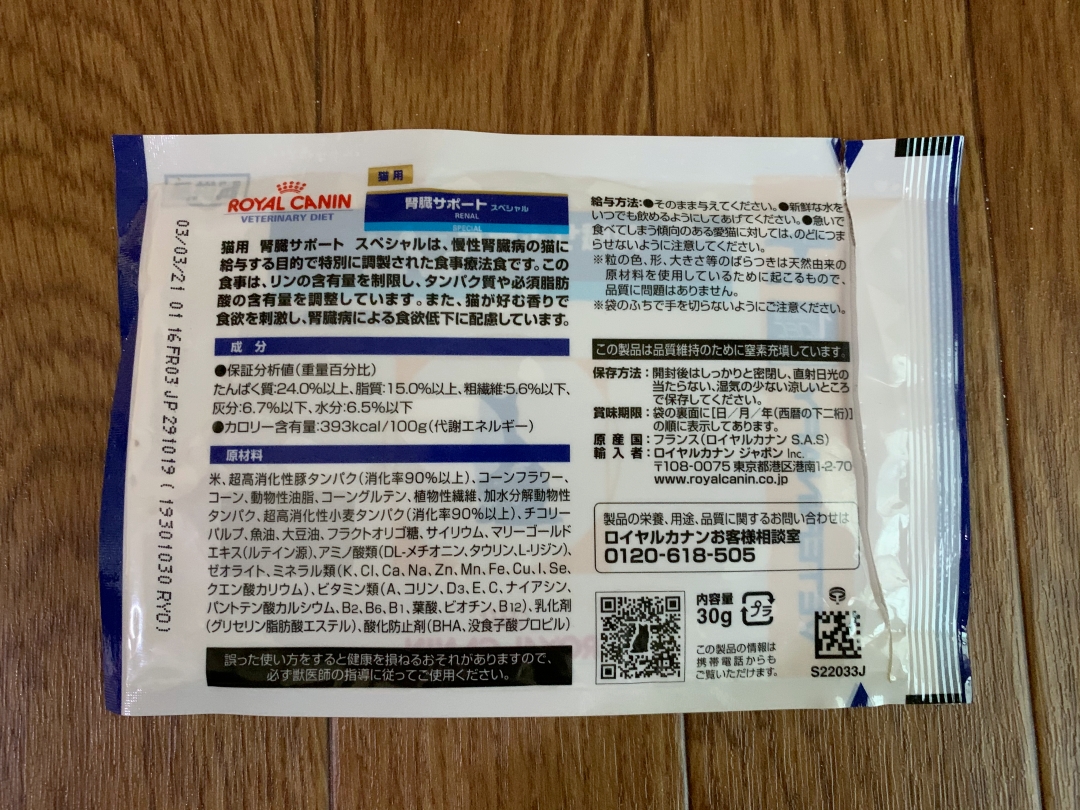 猫用
ROYAL CANIN
VETERINARY DIET
腎臓サポート スペシャル
RENAL
SPECIAL
猫用 腎臓サポート スペシャルは、慢性腎臓病の猫に
給与する目的で特別に調製された食事療法食です。この
食事は、リンの含有量を制限し、タンパク質や必須脂肪
酸の含有量を調整しています。また、猫が好む香りで
食欲を刺激し、腎臓病による食欲低下に配慮しています。
成 分
●保証分析値(重量百分比)
たんぱく質:24.0%以上、脂質:15.0%以上、粗繊維:5.6%以下、
灰分:6.7%以下、水分:6.5%以下
●カロリー含有量:393kcal/100g(代謝エネルギー)
原材料
米、超高消化性豚タンパク(消化率90%以上)、コーンフラワー、
コーン、動物性油脂、コーングルテン、植物性繊維、加水分解動物性
タンパク、超高消化性小麦タンパク(消化率90%以上)、チコリー
パルプ、魚油、大豆油、フラクトオリゴ糖、サイリウム、マリーゴールド
エキス(ルテイン源)、アミノ酸類(DL-メチオニン、タウリン、L-リジン)、
ゼオライト、ミネラル類(K、Cl、Ca、Na、Zn、Mn、Fe、Cu、I、Se、
クエン酸カリウム)、ビタミン類(A、コリン、D3、E、C、ナイアシン、
パントテン酸カルシウム、B2、B6、B1、葉酸、ビオチン、B12)、乳化剤
(グリセリン脂肪酸エステル)、酸化防止剤(BHA、没食子酸プロピル)
誤った使い方をすると健康を損ねるおそれがありますので、
必ず獣医師の指導に従ってご使用ください。
03/03/21 01 16FR03 JP 291019 ( 19301030 RYO)
給与方法:●そのまま与えてください。●新鮮な水を
いつでも飲めるようにしてあげてください。●急いで
食べてしまう傾向のある愛猫に対しては、のどにつま
らせないように注意してください。
※粒の色、形、大きさ等のばらつきは天然由来の
原材料を使用しているために起こるもので、
品質に問題はありません。
※袋のふちで手を切らないようにご注意ください。
この製品は品質維持のために窒素充填しています。
保存方法:開封後はしっかりと密閉し、直射日光の
当たらない、湿気の少ない涼しいところ
で保存してください。
賞味期限:袋の裏面に[日/月/年(西暦の下二桁)]
の順に表示してあります。
原産国:フランス(ロイヤルカナン S.A.S)
輸入者:ロイヤルカナン ジャポン Inc.
〒108-0075 東京都港区港南1-2-70
www.royalcanin.co.jp
製品の栄養、用途、品質に関するお問い合わせは
ロイヤルカナンお客様相談室
0120-618-505
内容量
30g
プラ
この製品の情報は
携帯電話からも
ご覧いただけます。
S22033J